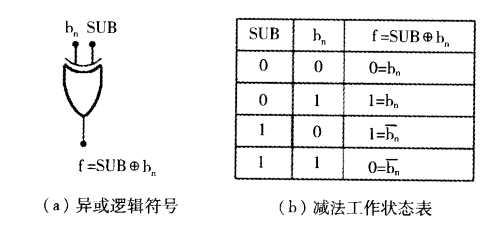 bₙ SUB
f=SUB⊕bₙ
(a)异或逻辑符号
SUB bₙ f=SUB⊕bₙ
0 0 0=bₙ
0 1 1=bₙ
1 0 1=b̅ₙ
1 1 0=b̅ₙ
(b)减法工作状态表